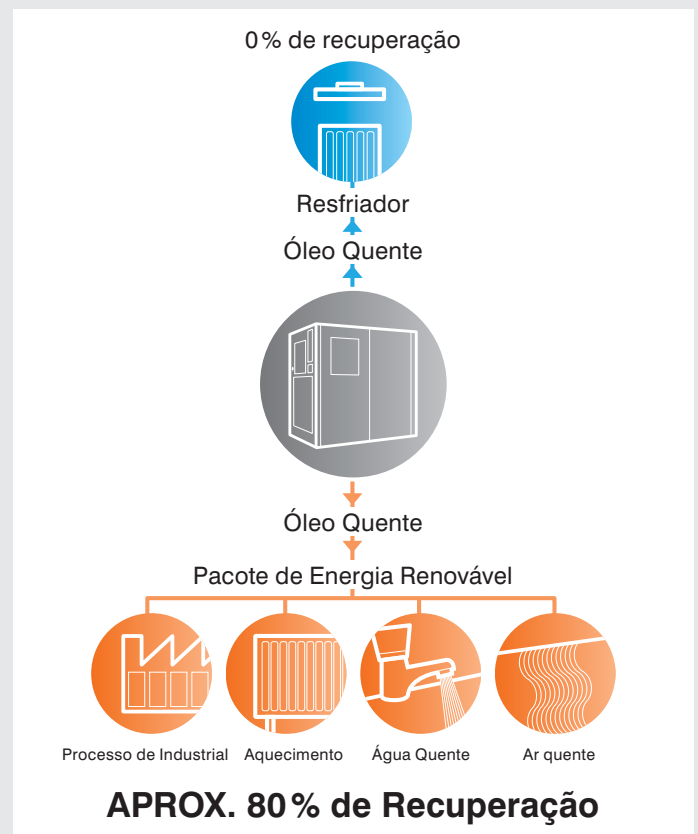 0% de recuperação
Resfriador
Óleo Quente
Óleo Quente
Pacote de Energia Renovável
Processo de Industrial
Aquecimento
Água Quente
Ar quente
APROX. 80% de Recuperação